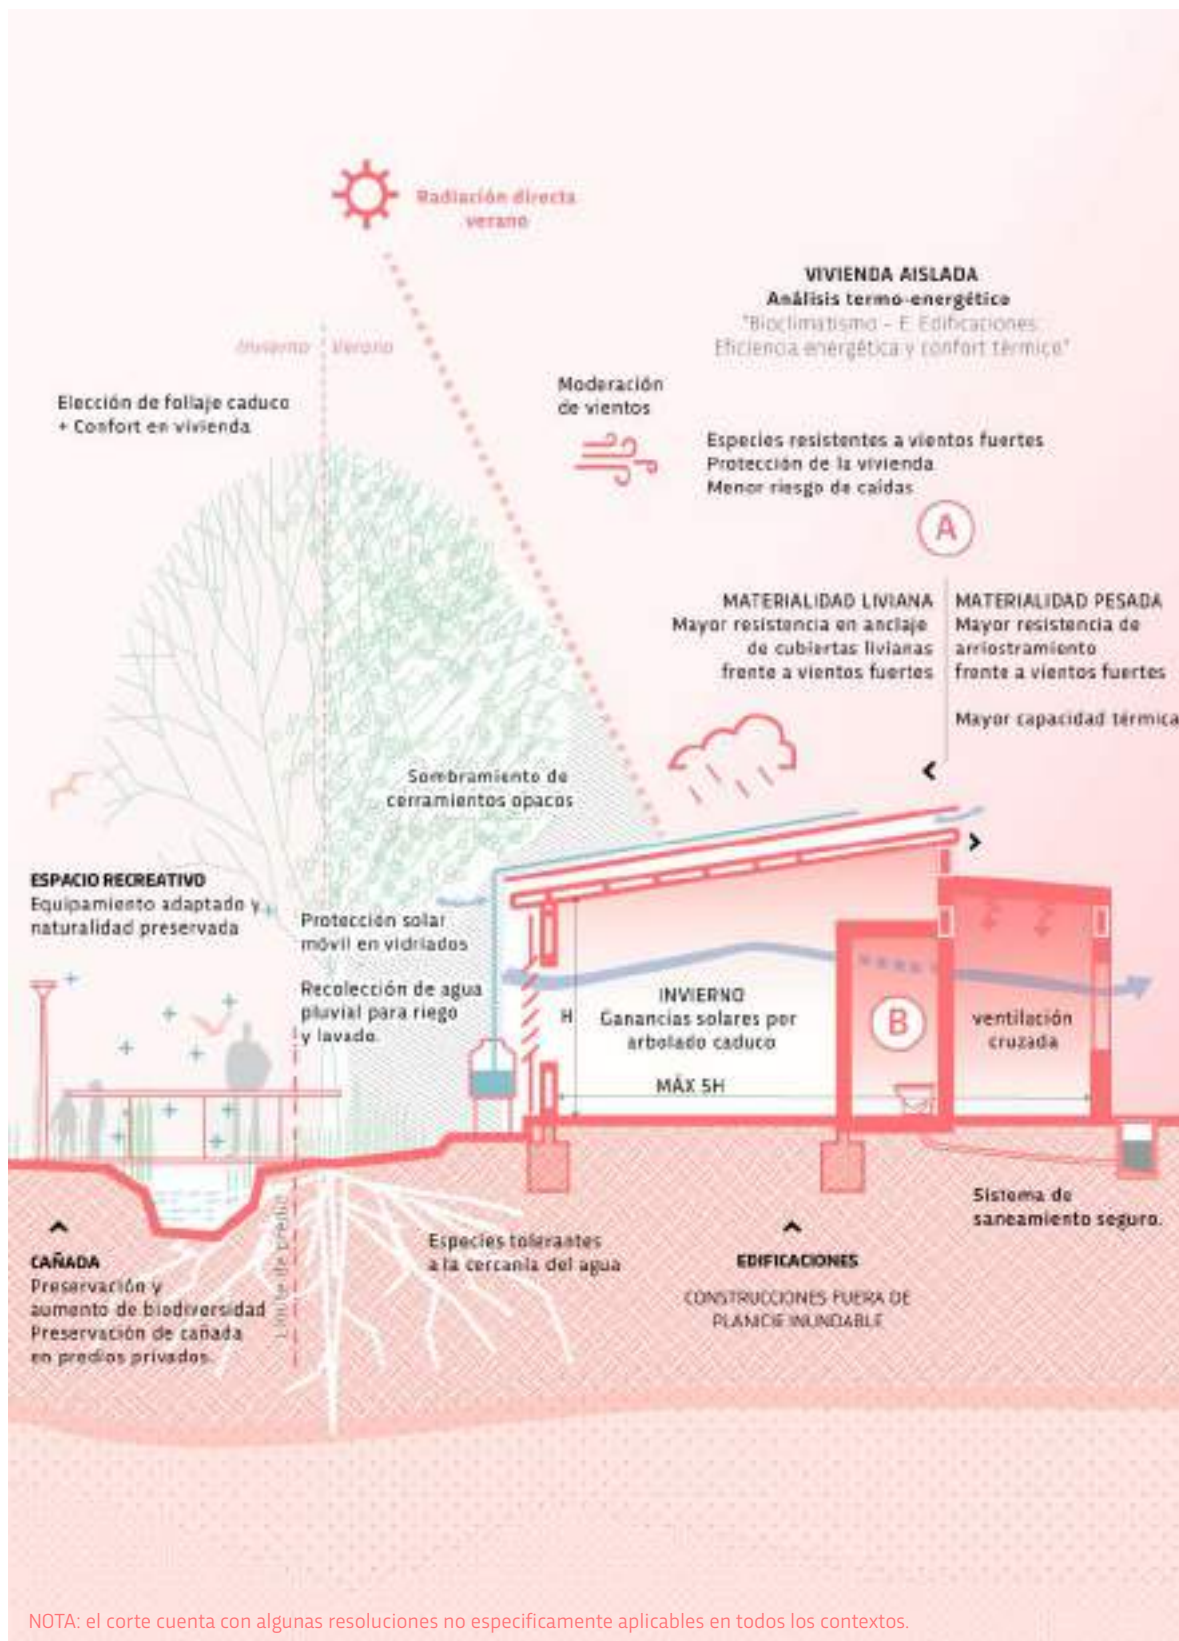 Radiación directa
verano
VIVIENDA AISLADA
Análisis termo-energético
"Bioclimatismo - E. Edificaciones:
Eficiencia energética y confort térmico"
Invierno
Verano
Elección de follaje caduco
+ Confort en vivienda
Moderación
de vientos
Especies resistentes a vientos fuertes
Protección de la vivienda
Menor riesgo de caídas
A
MATERIALIDAD LIVIANA
Mayor resistencia en anclaje
de cubiertas livianas
frente a vientos fuertes
MATERIALIDAD PESADA
Mayor resistencia de
arriostramiento
frente a vientos fuertes
Mayor capacidad térmica
Sombramiento de
cerramientos opacos
ESPACIO RECREATIVO
Equipamiento adaptado y
naturalidad preservada
Protección solar
móvil en vidriados
Recolección de agua
pluvial para riego
y lavado.
H
INVIERNO
Ganancias solares por
arbolado caduco
MÁX 5H
B
ventilación
cruzada
Sistema de
saneamiento seguro.
Límite de predio
CAÑADA
Preservación y
aumento de biodiversidad
Preservación de cañada
en predios privados.
Especies tolerantes
a la cercanía del agua
EDIFICACIONES
CONSTRUCCIONES FUERA DE
PLANICIE INUNDABLE
NOTA: el corte cuenta con algunas resoluciones no especificamente aplicables en todos los contextos.